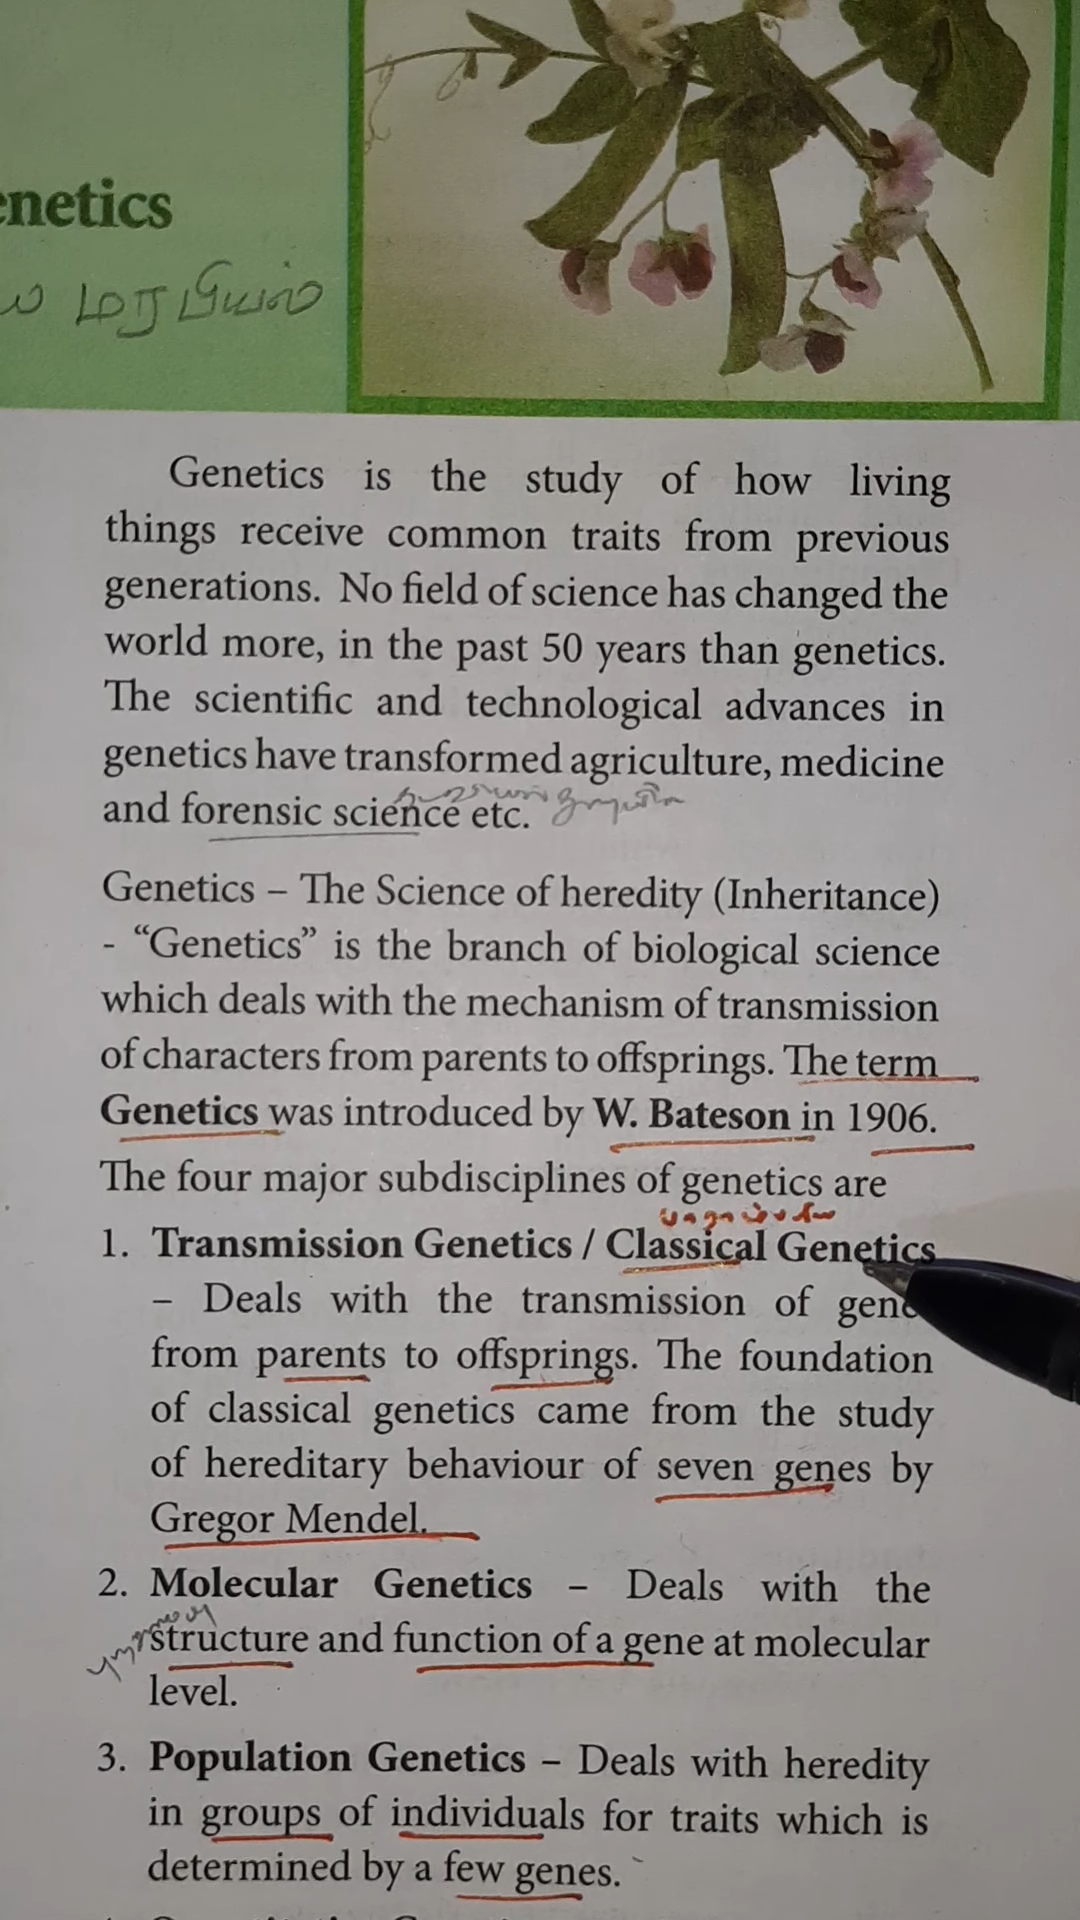 enetics
மரபியல்
Genetics is the study of how living
things receive common traits from previous
generations. No field of science has changed the
world more, in the past 50 years than genetics.
The scientific and technological advances in
genetics have transformed agriculture, medicine
and forensic science etc.
Genetics – The Science of heredity (Inheritance)
- “Genetics” is the branch of biological science
which deals with the mechanism of transmission
of characters from parents to offsprings. The term
Genetics was introduced by W. Bateson in 1906.
The four major subdisciplines of genetics are
1. Transmission Genetics / Classical Genetics
– Deals with the transmission of gene
from parents to offsprings. The foundation
of classical genetics came from the study
of hereditary behaviour of seven genes by
Gregor Mendel.
2. Molecular Genetics – Deals with the
structure and function of a gene at molecular
level.
3. Population Genetics – Deals with heredity
in groups of individuals for traits which is
determined by a few genes.